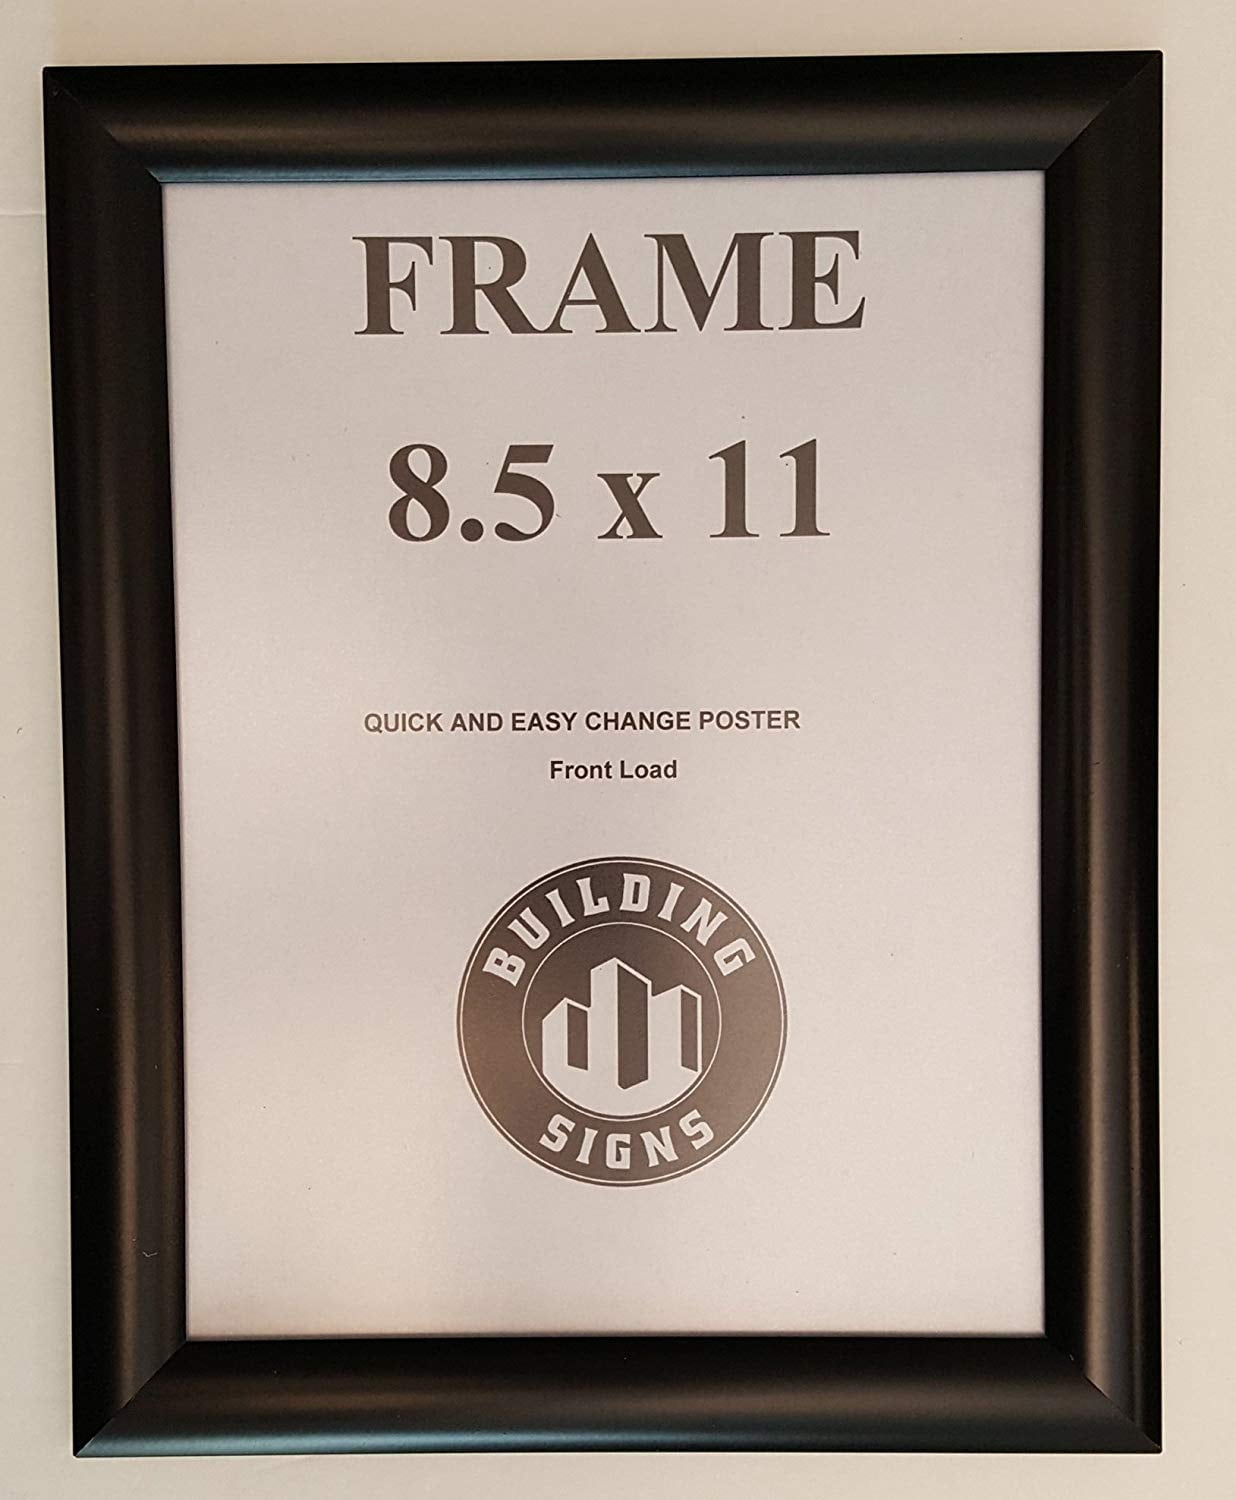 FRAME
8.5 x 11
QUICK AND EASY CHANGE POSTER
Front Load
BUILDING
SIGNS